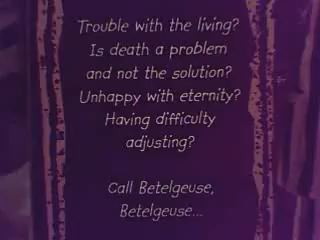 Trouble with the living?
Is death a problem
and not the solution?
Unhappy with eternity?
Having difficulty
adjusting?
Call Betelgeuse,
Betelgeuse...